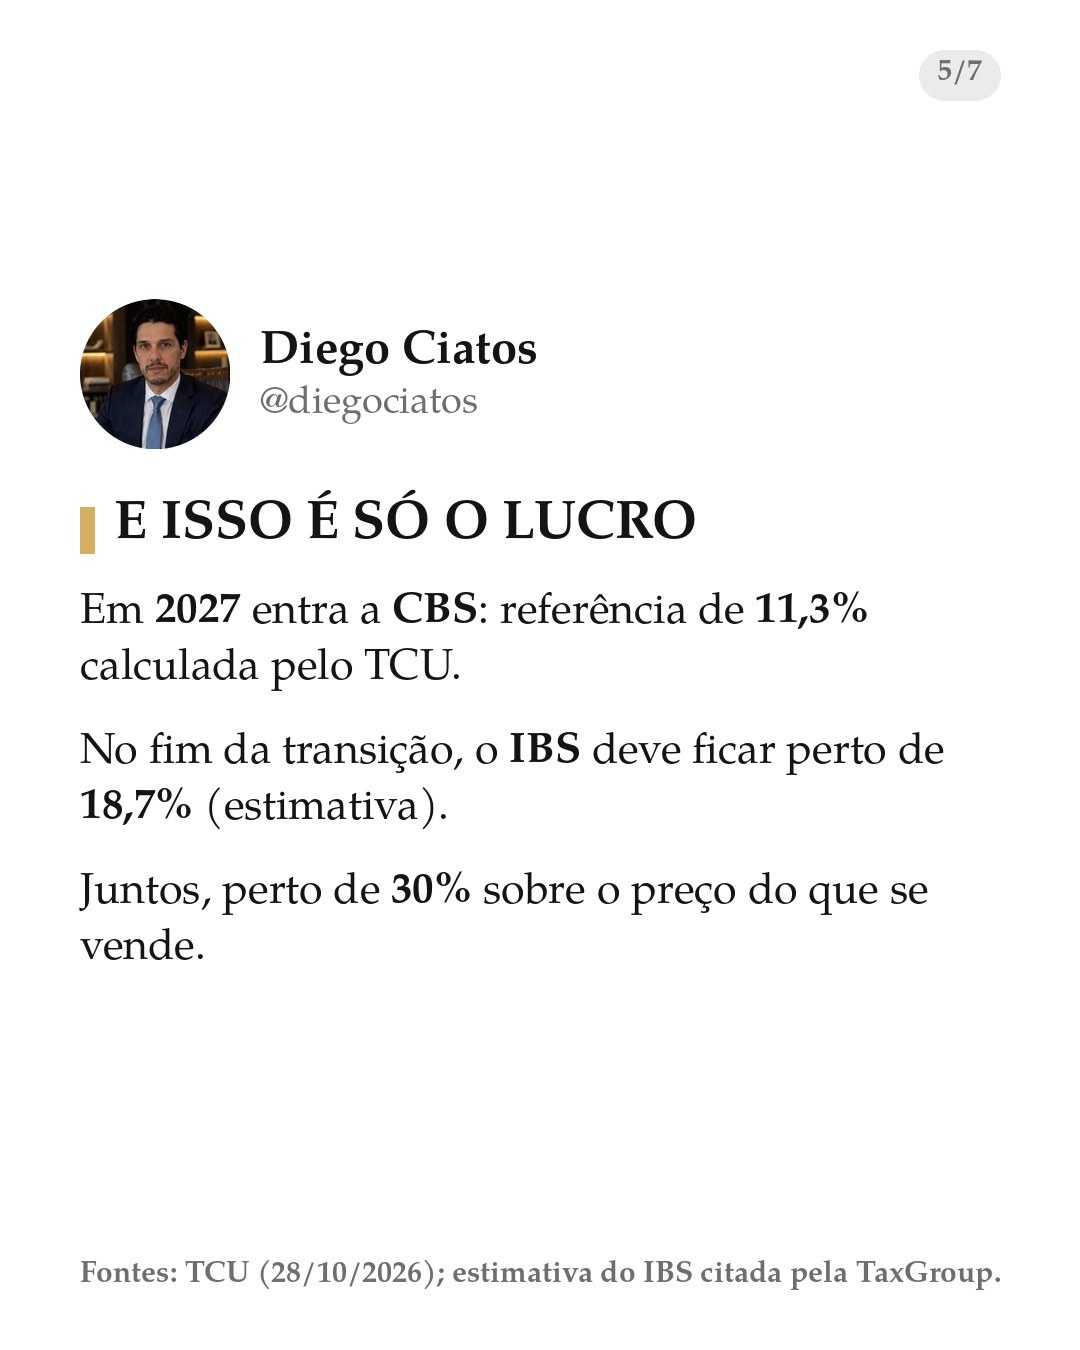 5/7
Diego Ciatos
@diegociatos
E ISSO É SÓ O LUCRO
Em 2027 entra a CBS: referência de 11,3%
calculada pelo TCU.
No fim da transição, o IBS deve ficar perto de
18,7% (estimativa).
Juntos, perto de 30% sobre o preço do que se
vende.
Fontes: TCU (28/10/2026); estimativa do IBS citada pela TaxGroup.